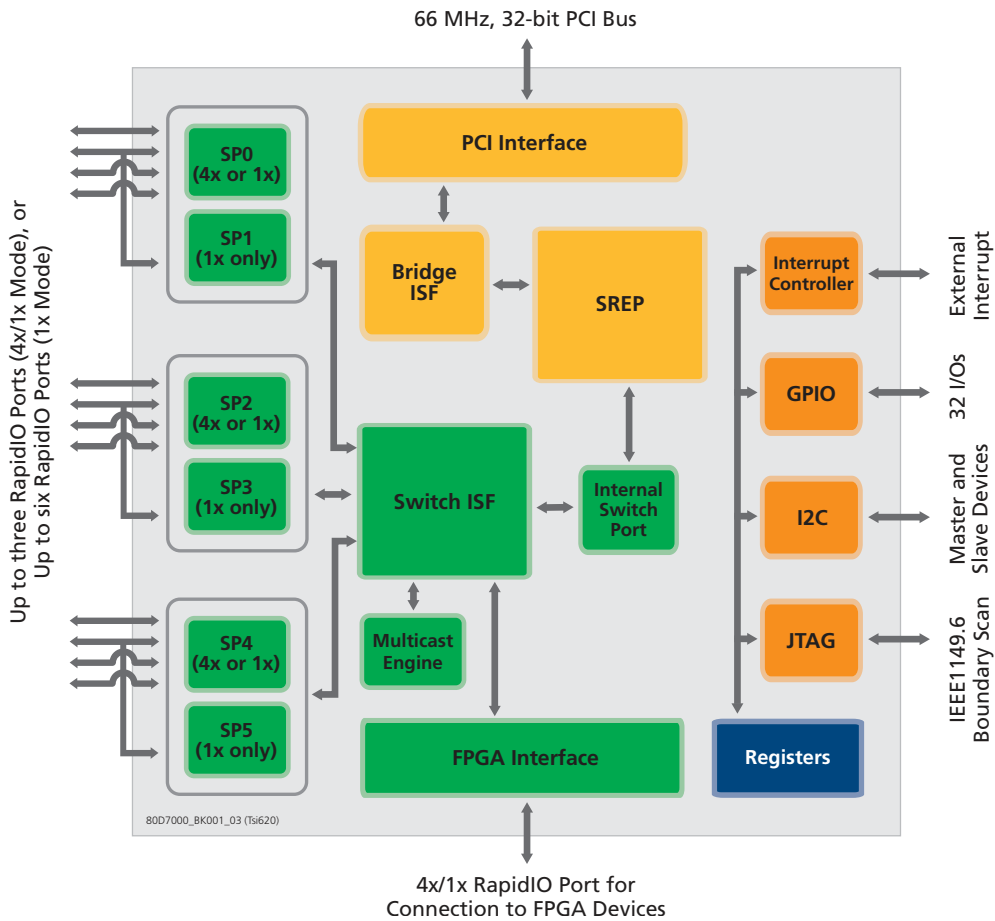 66 MHz, 32-bit PCI Bus
PCI Interface
SP0
(4x or 1x)
SP1
(1x only)
Bridge
ISF
SREP
Interrupt
Controller
External
Interrupt
GPIO
32 I/Os
Up to three RapidIO Ports (4x/1x Mode), or
Up to six RapidIO Ports (1x Mode)
SP2
(4x or 1x)
SP3
(1x only)
Switch ISF
Internal
Switch
Port
I2C
Master and
Slave Devices
SP4
(4x or 1x)
SP5
(1x only)
Multicast
Engine
JTAG
IEEE1149.6
Boundary Scan
FPGA Interface
Registers
80D7000_BK001_03 (Tsi620)
4x/1x RapidIO Port for
Connection to FPGA Devices